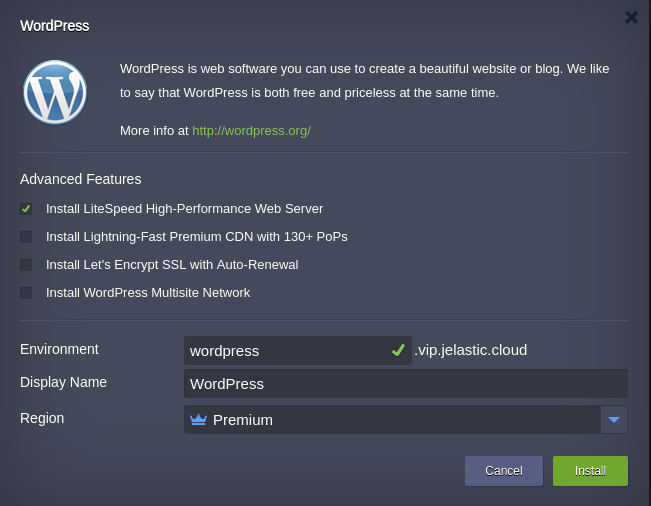 WordPress
WordPress is web software you can use to create a beautiful website or blog. We like
to say that WordPress is both free and priceless at the same time.
More info at http://wordpress.org/
Advanced Features
Install LiteSpeed High-Performance Web Server
Install Lightning-Fast Premium CDN with 130+ PoPs
Install Let's Encrypt SSL with Auto-Renewal
Install WordPress Multisite Network
Environment wordpress .vip.jelastic.cloud
Display Name WordPress
Region Premium
Cancel Install